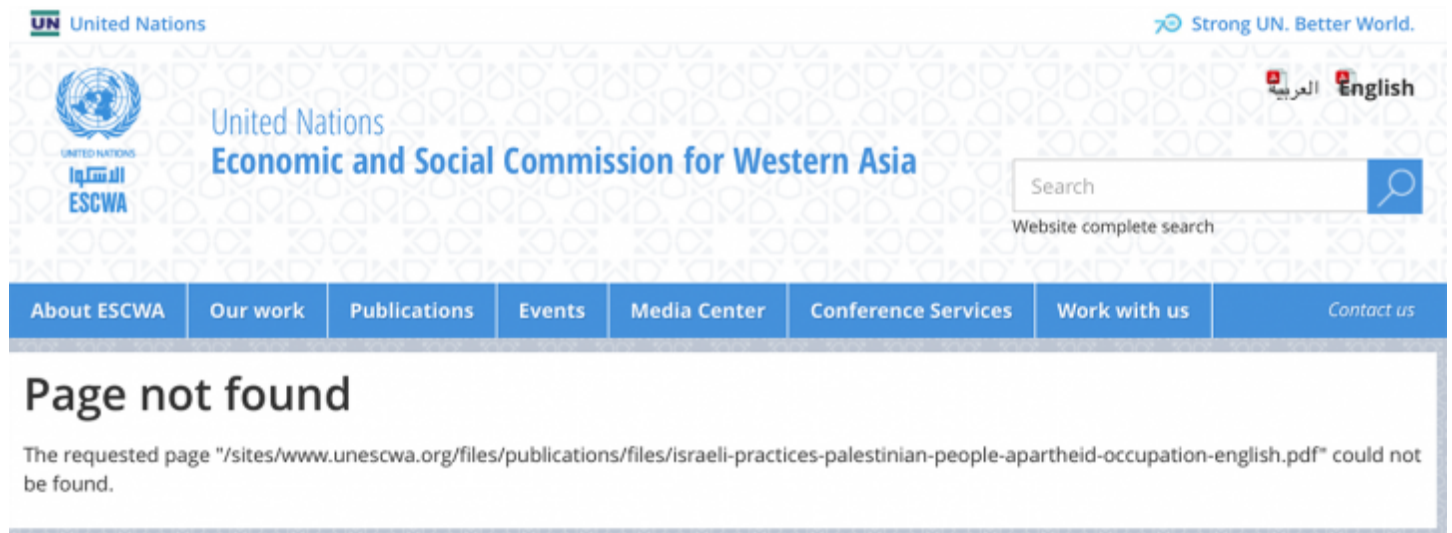 UN United Nations
70 Strong UN. Better World.
العربية English
UNITED NATIONS
الاسكوا
ESCWA
United Nations
Economic and Social Commission for Western Asia
Search
Website complete search
About ESCWA Our work Publications Events Media Center Conference Services Work with us Contact us
Page not found
The requested page "/sites/www.unescwa.org/files/publications/files/israeli-practices-palestinian-people-apartheid-occupation-english.pdf" could not
be found.